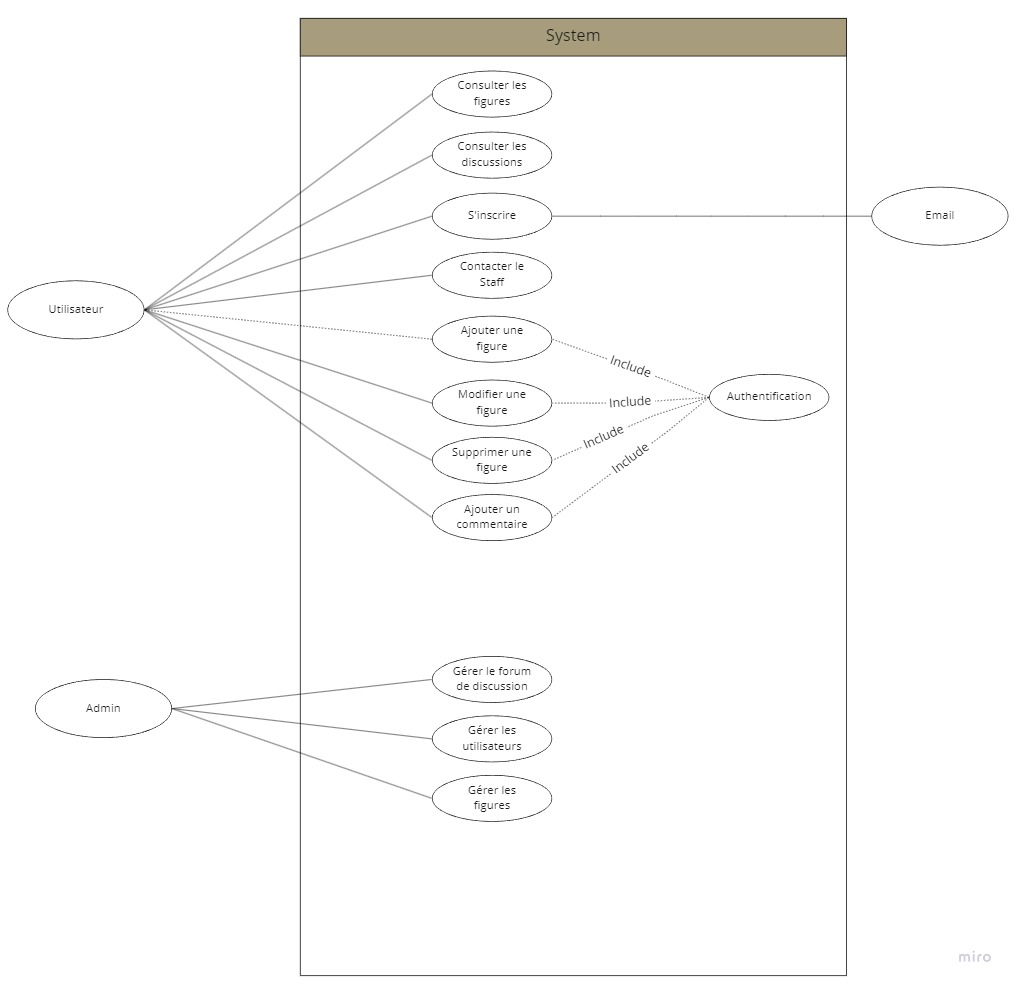 System
Consulter les
figures
Consulter les
discussions
S'inscrire
Email
Contacter le
Staff
Utilisateur
Ajouter une
figure
Include
Modifier une
figure
Include
Authentification
Supprimer une
figure
Include
Ajouter un
commentaire
Include
Gérer le forum
de discussion
Admin
Gérer les
utilisateurs
Gérer les
figures
miro